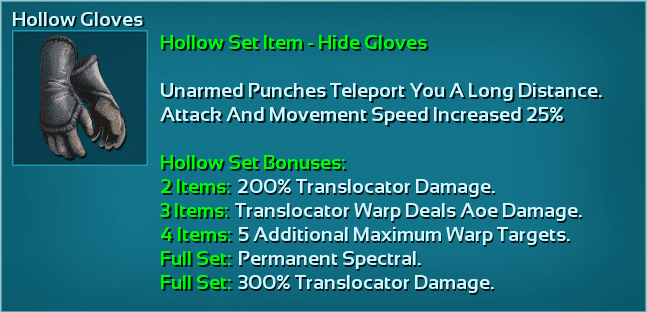 Hollow Gloves
Hollow Set Item - Hide Gloves
Unarmed Punches Teleport You A Long Distance.
Attack And Movement Speed Increased 25%
Hollow Set Bonuses:
2 Items: 200% Translocator Damage.
3 Items: Translocator Warp Deals Aoe Damage.
4 Items: 5 Additional Maximum Warp Targets.
Full Set: Permanent Spectral.
Full Set: 300% Translocator Damage.